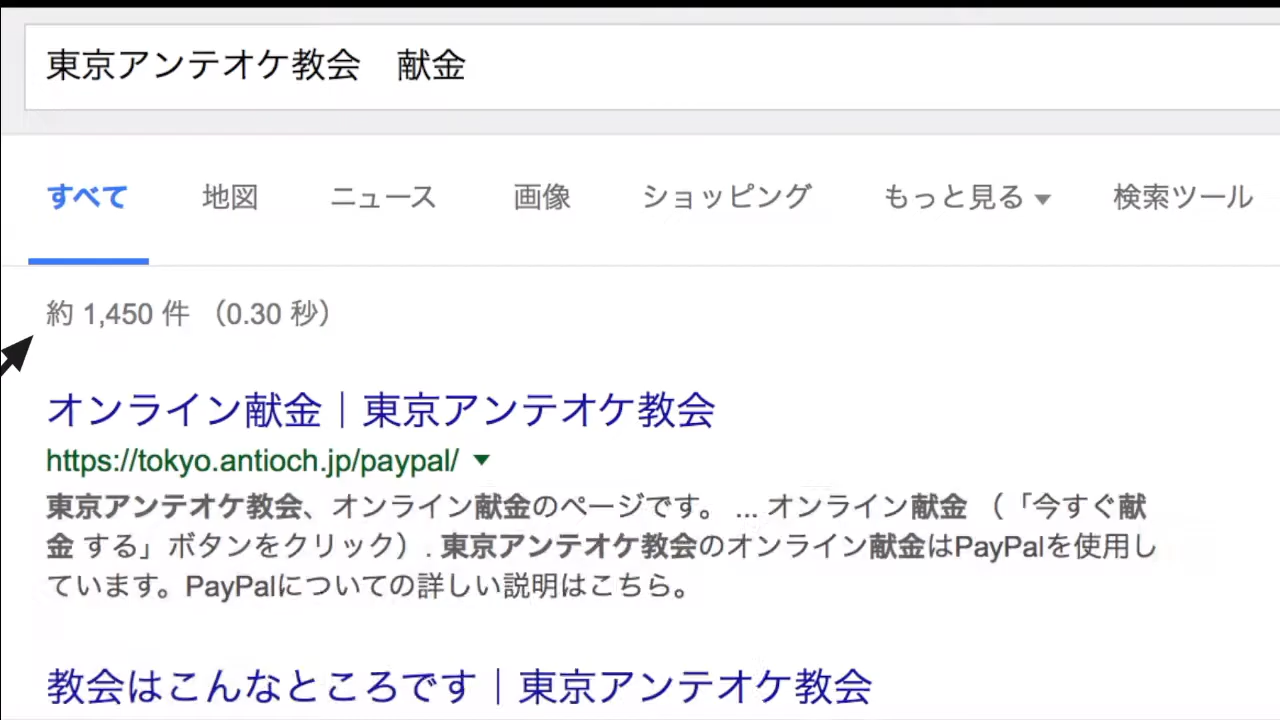 東京アンテオケ教会　献金
すべて 地図 ニュース 画像 ショッピング もっと見る 検索ツール
約 1,450 件 （0.30 秒）
オンライン献金｜東京アンテオケ教会
https://tokyo.antioch.jp/paypal/
東京アンテオケ教会、オンライン献金のページです。 ... オンライン献金 （「今すぐ献
金 する」ボタンをクリック）. 東京アンテオケ教会のオンライン献金はPayPalを使用し
ています。PayPalについての詳しい説明はこちら。
教会はこんなところです｜東京アンテオケ教会